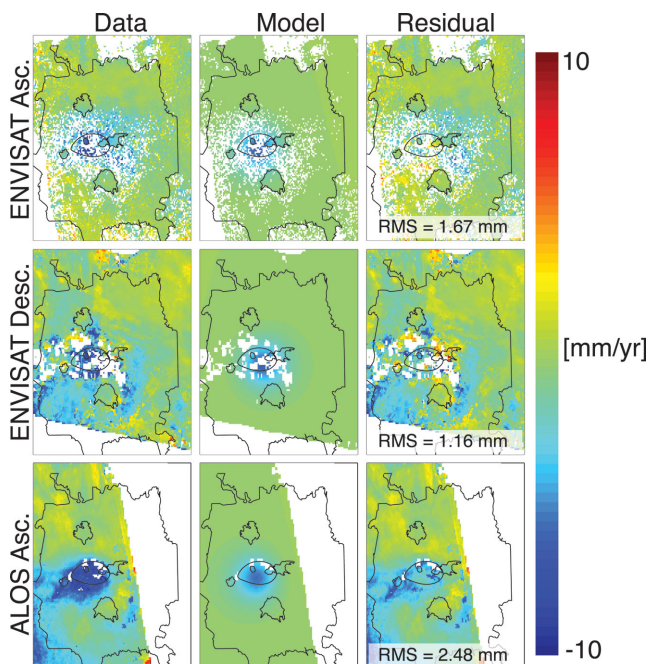 Data Model Residual
ENVISAT Asc.
10
RMS = 1.67 mm
ENVISAT Desc.
[mm/yr]
RMS = 1.16 mm
ALOS Asc.
RMS = 2.48 mm
-10